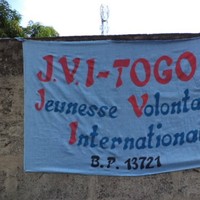 J.V.I-TOGO
Jeunesse Volonta
Internationa
B.P. 13721